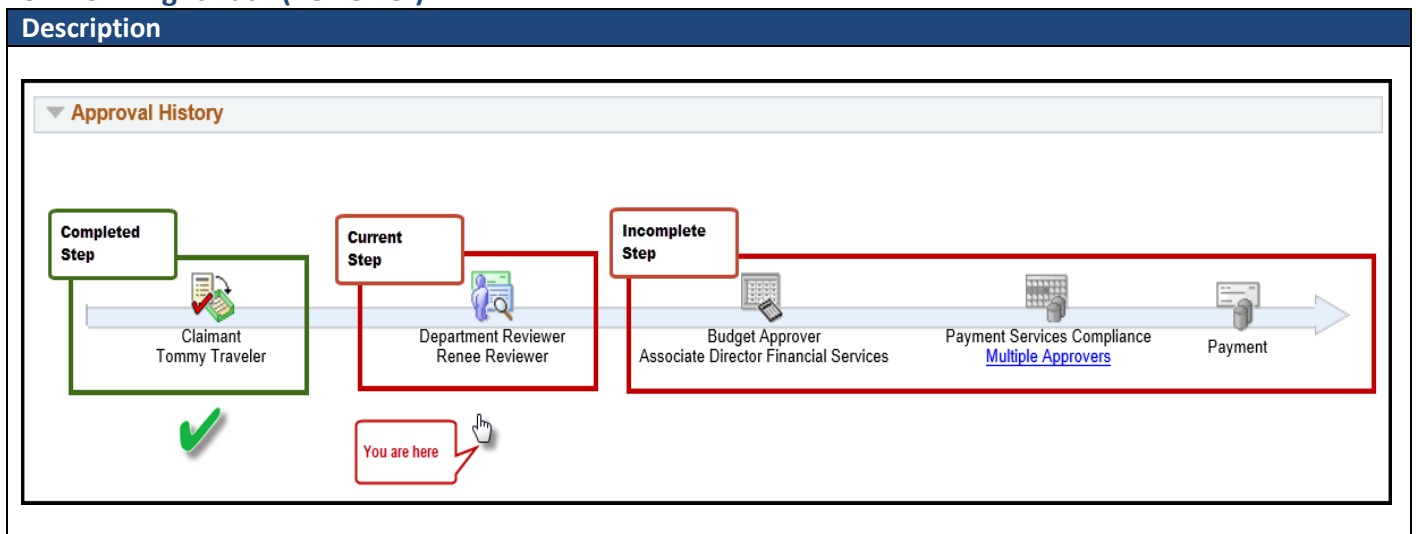 Description
Approval History
Completed
Step
Current
Step
Incomplete
Step
Claimant
Tommy Traveler
Department Reviewer
Renee Reviewer
Budget Approver
Associate Director Financial Services
Payment Services Compliance
Multiple Approvers
Payment
You are here